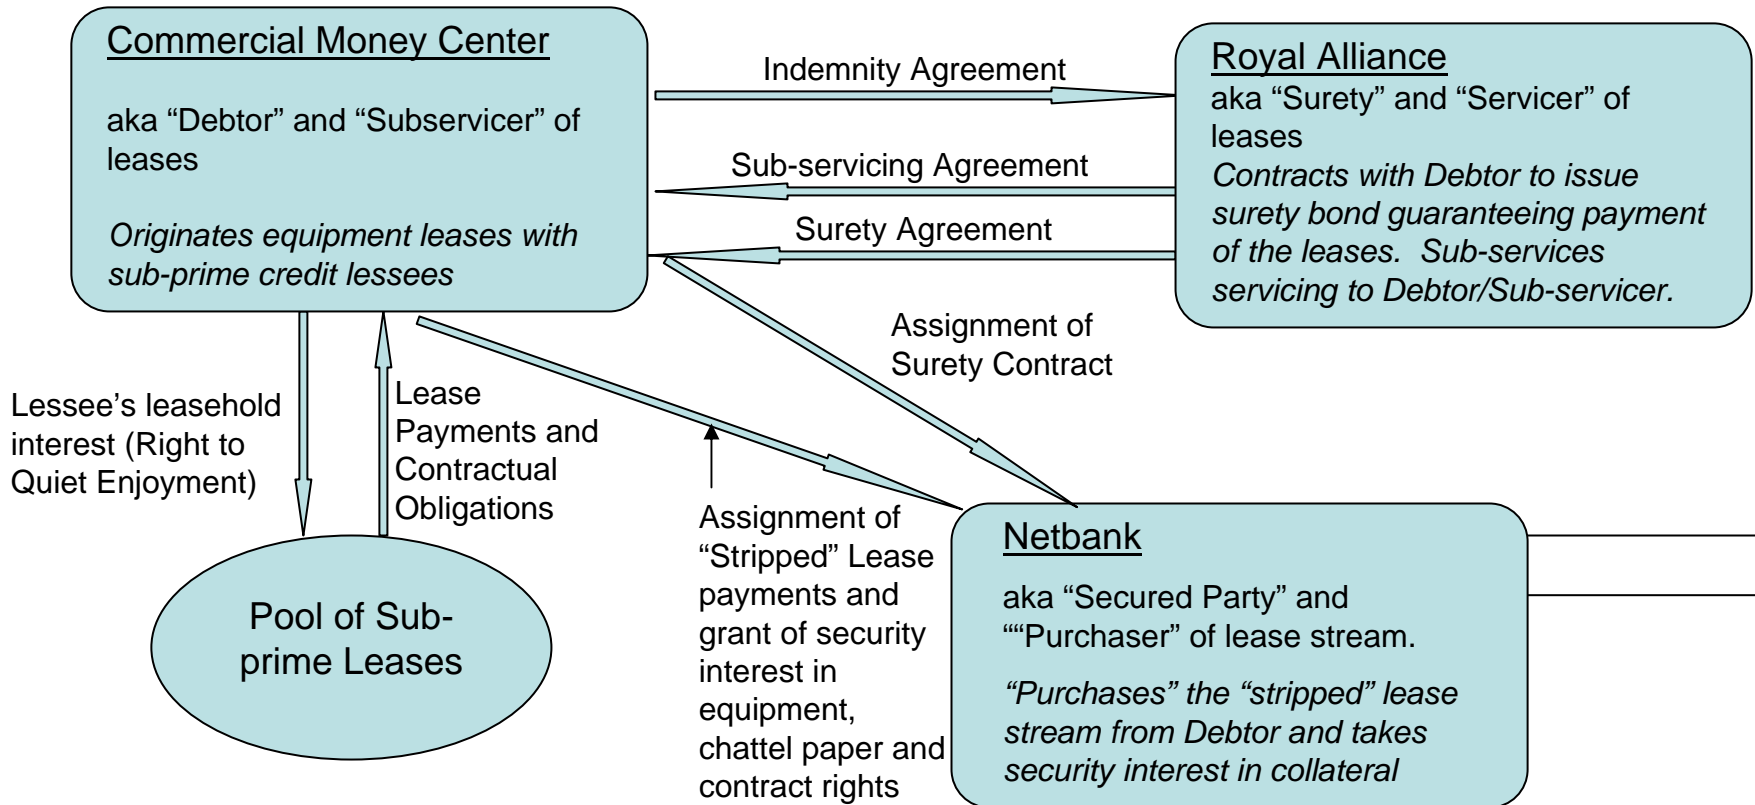 Commercial Money Center
aka “Debtor” and “Subservicer” of
leases
Originates equipment leases with
sub-prime credit lessees
Indemnity Agreement
Sub-servicing Agreement
Surety Agreement
Royal Alliance
aka “Surety” and “Servicer” of
leases
Contracts with Debtor to issue
surety bond guaranteeing payment
of the leases.  Sub-services
servicing to Debtor/Sub-servicer.
Assignment of
Surety Contract
Lessee’s leasehold
interest (Right to
Quiet Enjoyment)
Lease
Payments and
Contractual
Obligations
Pool of Sub-
prime Leases
Assignment of
“Stripped” Lease
payments and
grant of security
interest in
equipment,
chattel paper and
contract rights
Netbank
aka “Secured Party” and
““Purchaser” of lease stream.
“Purchases” the “stripped” lease
stream from Debtor and takes
security interest in collateral